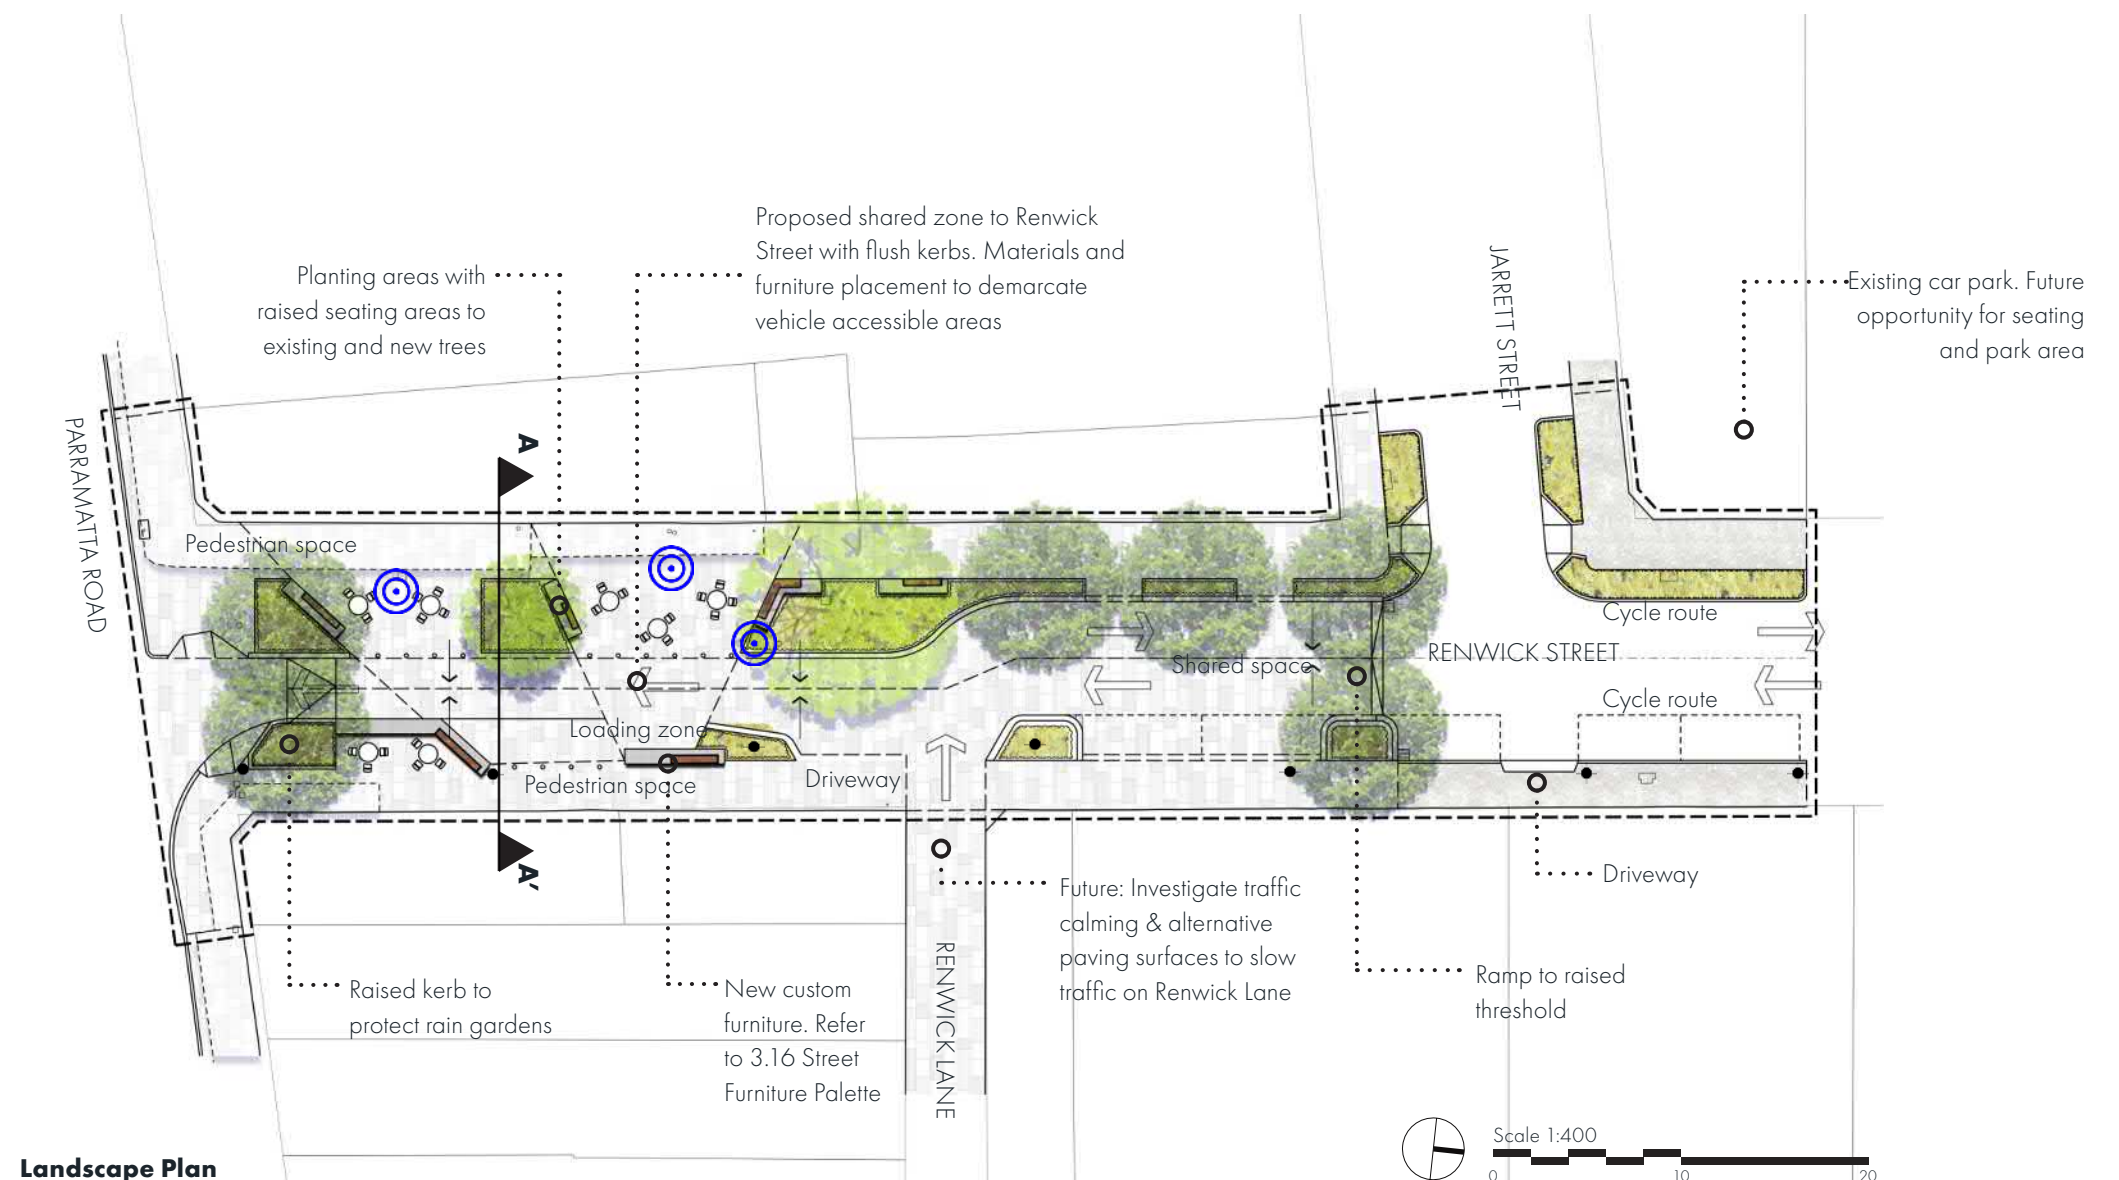 Proposed shared zone to Renwick
Street with flush kerbs. Materials and
furniture placement to demarcate
vehicle accessible areas
Planting areas with
raised seating areas to
existing and new trees
JARRETT STREET
Existing car park. Future
opportunity for seating
and park area
PARRAMATTA ROAD
A
Pedestrian space
Cycle route
RENWICK STREET
Shared space
Cycle route
Loading zone
Pedestrian space
Driveway
A'
Driveway
Future: Investigate traffic
calming & alternative
paving surfaces to slow
traffic on Renwick Lane
RENWICK LANE
Raised kerb to
protect rain gardens
New custom
furniture. Refer
to 3.16 Street
Furniture Palette
Ramp to raised
threshold
Scale 1:400
0 10 20
Landscape Plan